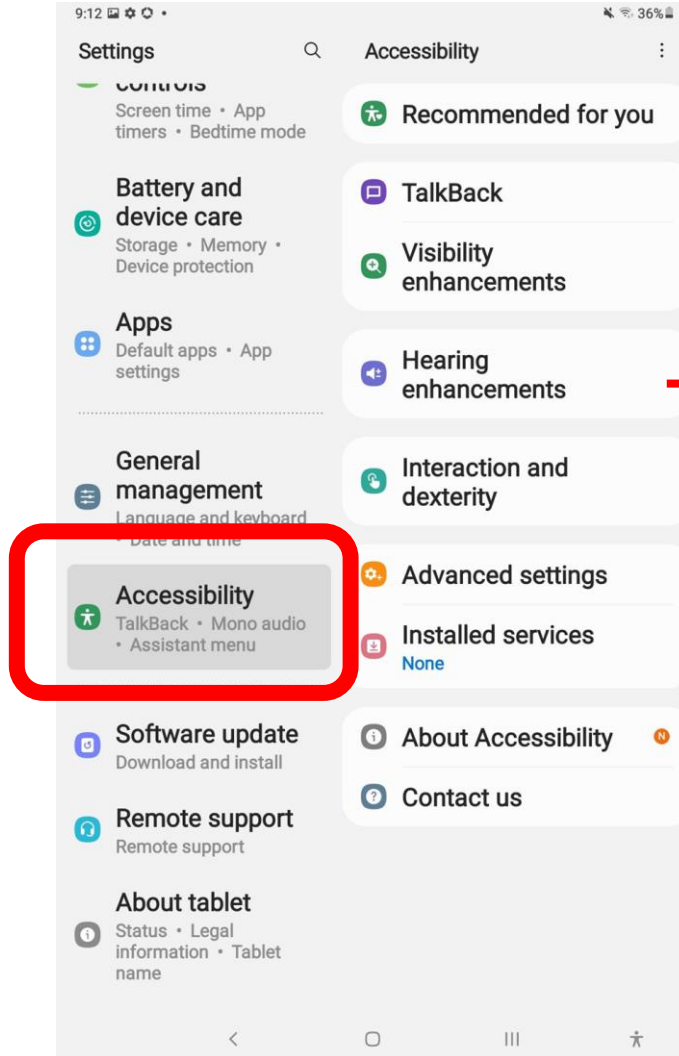 9:12
36%
Settings
controls
Screen time • App
timers • Bedtime mode
Battery and
device care
Storage • Memory •
Device protection
Apps
Default apps • App
settings
General
management
Language and keyboard
• Date and time
Accessibility
TalkBack • Mono audio
• Assistant menu
Software update
Download and install
Remote support
Remote support
About tablet
Status • Legal
information • Tablet
name
Accessibility
Recommended for you
TalkBack
Visibility
enhancements
Hearing
enhancements
Interaction and
dexterity
Advanced settings
Installed services
None
About Accessibility
N
Contact us